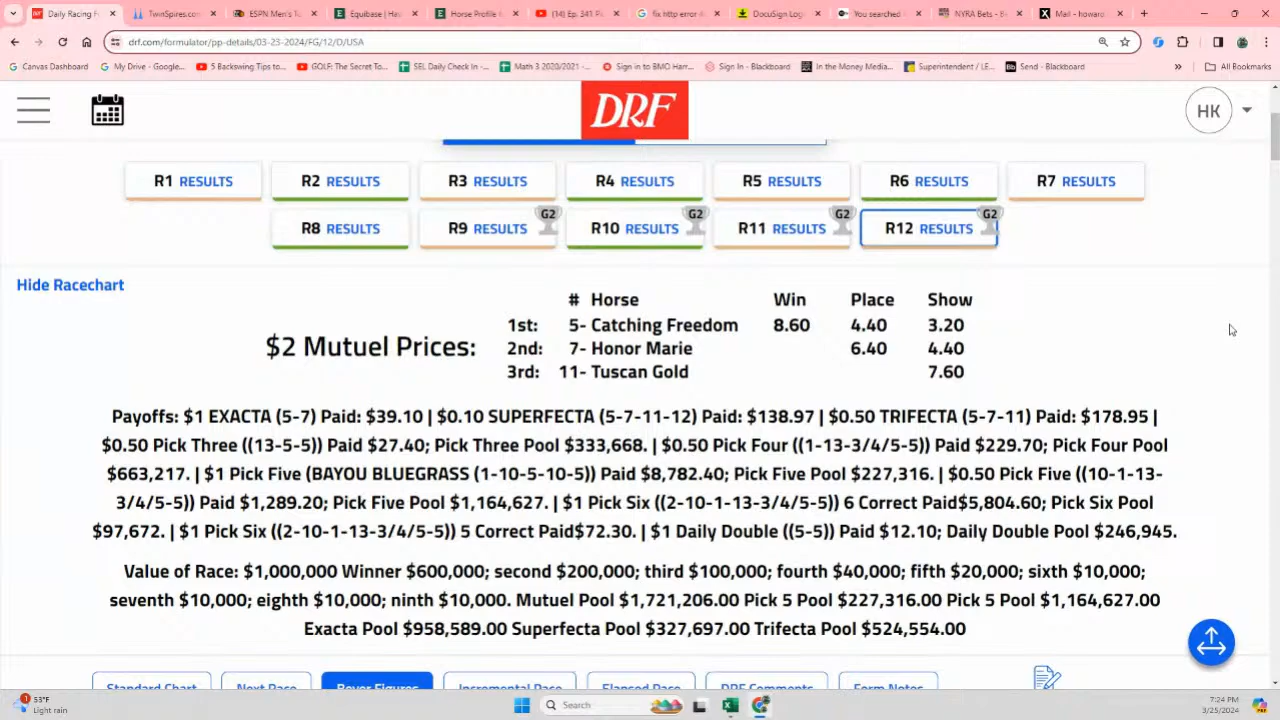 Daily Racing F
TwinSpires.com
ESPN Men's To
Equibase | Ha
Horse Profile
(14) Ep. 341 P
fix http error 4
DocuSign Log
You searched
NYRA Bets - B
Mail - howard
drf.com/formulator/pp-details/03-23-2024/FG/12/D/USA
Canvas Dashboard
My Drive - Google...
5 Backswing Tips to...
GOLF: The Secret To...
SEL Daily Check In -...
Math 3 2020/2021 -...
Sign in to BMO Harr...
Sign In - Blackboard
In the Money Media...
Superintendent / LE...
Send - Blackboard
All Bookmarks
DRF
HK
R1 RESULTS
R2 RESULTS
R3 RESULTS
R4 RESULTS
R5 RESULTS
R6 RESULTS
R7 RESULTS
R8 RESULTS
R9 RESULTS G2
R10 RESULTS G2
R11 RESULTS G2
R12 RESULTS G2
Hide Racechart
# Horse Win Place Show
$2 Mutuel Prices:
1st: 5- Catching Freedom 8.60 4.40 3.20
2nd: 7- Honor Marie 6.40 4.40
3rd: 11- Tuscan Gold 7.60
Payoffs: $1 EXACTA (5-7) Paid: $39.10 | $0.10 SUPERFECTA (5-7-11-12) Paid: $138.97 | $0.50 TRIFECTA (5-7-11) Paid: $178.95 |
$0.50 Pick Three ((13-5-5)) Paid $27.40; Pick Three Pool $333,668. | $0.50 Pick Four ((1-13-3/4/5-5)) Paid $229.70; Pick Four Pool
$663,217. | $1 Pick Five (BAYOU BLUEGRASS (1-10-5-10-5)) Paid $8,782.40; Pick Five Pool $227,316. | $0.50 Pick Five ((10-1-13-
3/4/5-5)) Paid $1,289.20; Pick Five Pool $1,164,627. | $1 Pick Six ((2-10-1-13-3/4/5-5)) 6 Correct Paid$5,804.60; Pick Six Pool
$97,672. | $1 Pick Six ((2-10-1-13-3/4/5-5)) 5 Correct Paid$72.30. | $1 Daily Double ((5-5)) Paid $12.10; Daily Double Pool $246,945.
Value of Race: $1,000,000 Winner $600,000; second $200,000; third $100,000; fourth $40,000; fifth $20,000; sixth $10,000;
seventh $10,000; eighth $10,000; ninth $10,000. Mutuel Pool $1,721,206.00 Pick 5 Pool $227,316.00 Pick 5 Pool $1,164,627.00
Exacta Pool $958,589.00 Superfecta Pool $327,697.00 Trifecta Pool $524,554.00
Standard Chart
Next Race
Beyer Figures
Incremental Pace
Elapsed Pace
DRF Comments
Form Notes
53°F
Light rain
Search
7:24 PM
3/25/2024